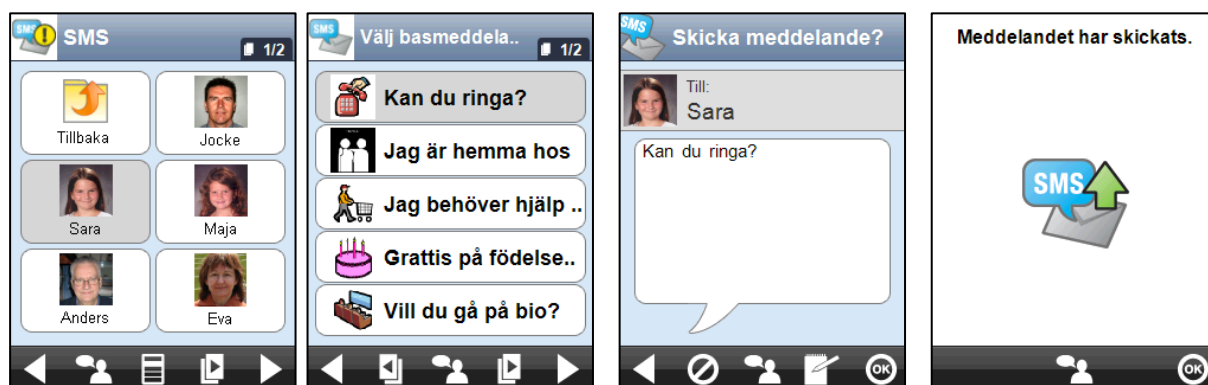 SMS
SMS
1/2
Tillbaka
Jocke
Sara
Maja
Anders
Eva
SMS
Välj basmeddela..
1/2
Kan du ringa?
Jag är hemma hos
Jag behöver hjälp ..
Grattis på födelse..
Vill du gå på bio?
SMS
Skicka meddelande?
Till:
Sara
Kan du ringa?
OK
Meddelandet har skickats.
SMS
OK